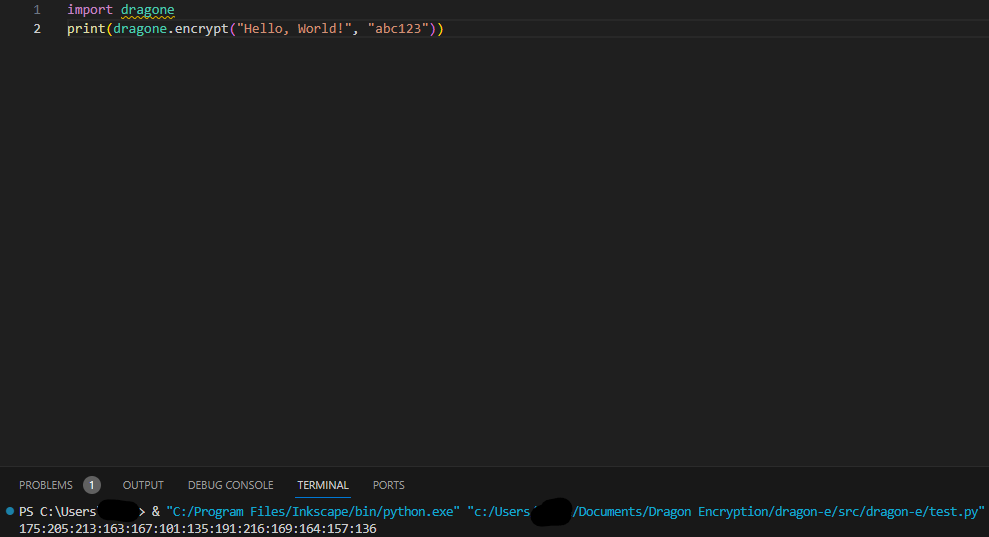 1 import dragone
2 print(dragone.encrypt("Hello, World!", "abc123"))
PROBLEMS 1 OUTPUT DEBUG CONSOLE TERMINAL PORTS
PS C:\Users > & "C:/Program Files/Inkscape/bin/python.exe" "c:/Users /Documents/Dragon Encryption/dragon-e/src/dragon-e/test.py"
175:205:213:163:167:101:135:191:216:169:164:157:136